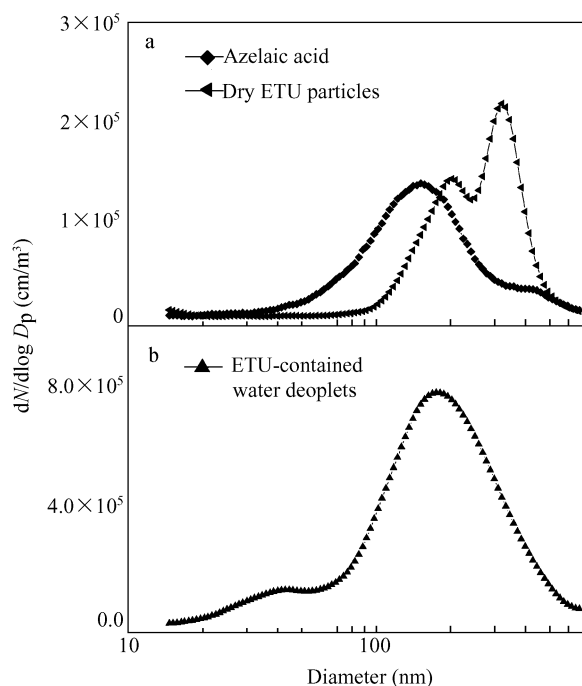 3×10⁵
a
Azelaic acid
Dry ETU particles
2×10⁵
1×10⁵
0
dN/dlog Dp (cm/m³)
b
ETU-contained
water deoplets
8.0×10⁵
4.0×10⁵
0.0
10
100
Diameter (nm)